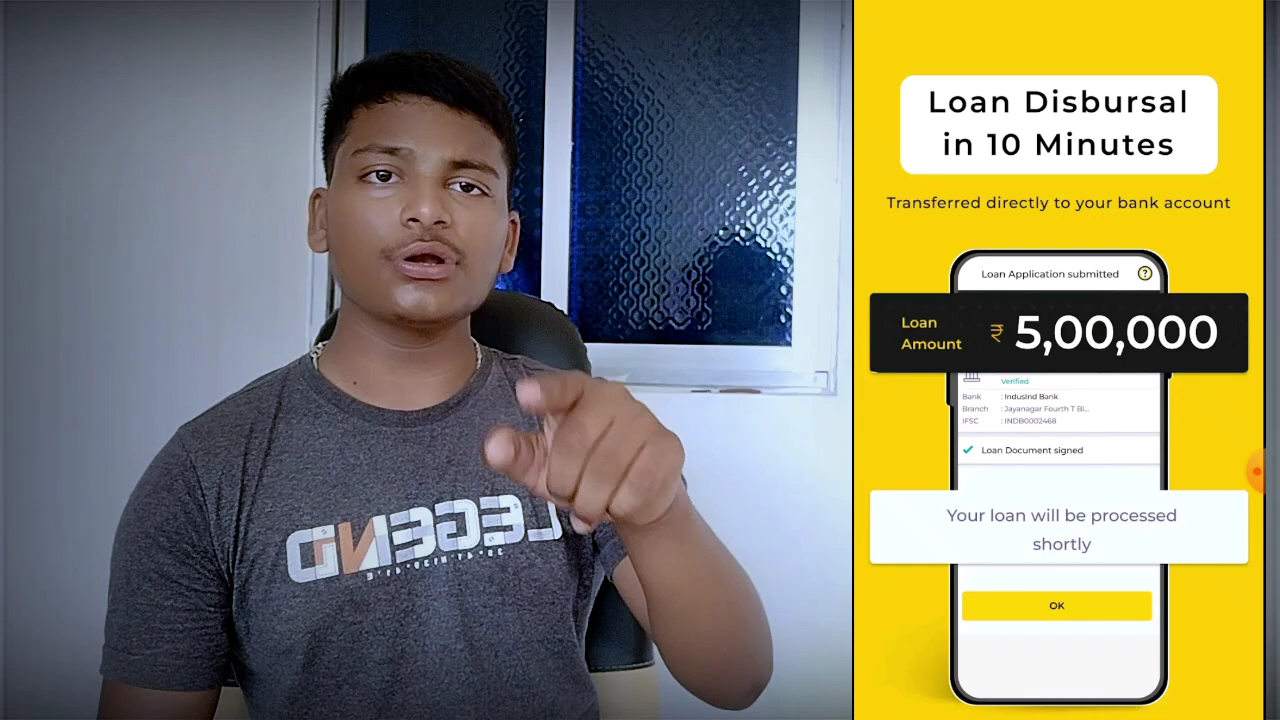 Loan Disbursal
in 10 Minutes
Transferred directly to your bank account
Loan Application submitted ?
Loan
Amount
₹ 5,00,000
Verified
Bank : IndusInd Bank
Branch : Jayanagar Fourth T Bl...
IFSC : INDB0002468
Loan Document signed
Your loan will be processed
shortly
OK
LEGEND